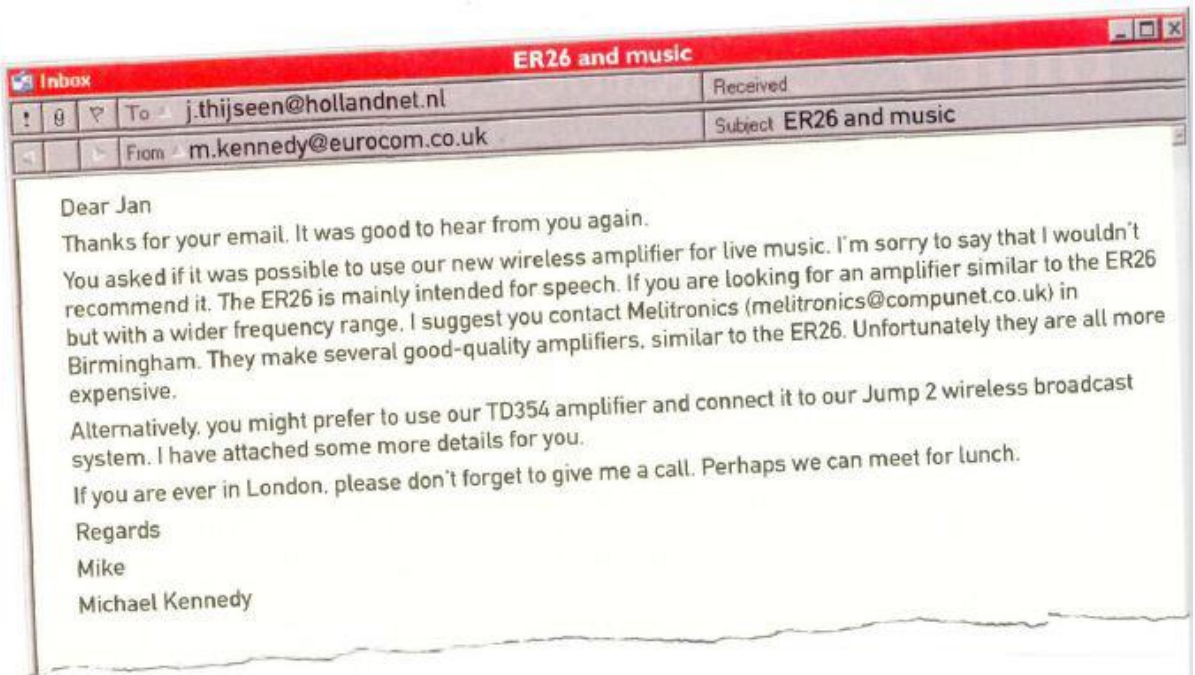 ER26 and music
Inbox
! To j.thijseen@hollandnet.nl Received
From m.kennedy@eurocom.co.uk Subject ER26 and music
Dear Jan
Thanks for your email. It was good to hear from you again.
You asked if it was possible to use our new wireless amplifier for live music. I'm sorry to say that I wouldn't
recommend it. The ER26 is mainly intended for speech. If you are looking for an amplifier similar to the ER26
but with a wider frequency range, I suggest you contact Melitronics (melitronics@compunet.co.uk) in
Birmingham. They make several good-quality amplifiers, similar to the ER26. Unfortunately they are all more
expensive.
Alternatively, you might prefer to use our TD354 amplifier and connect it to our Jump 2 wireless broadcast
system. I have attached some more details for you.
If you are ever in London, please don't forget to give me a call. Perhaps we can meet for lunch.
Regards
Mike
Michael Kennedy